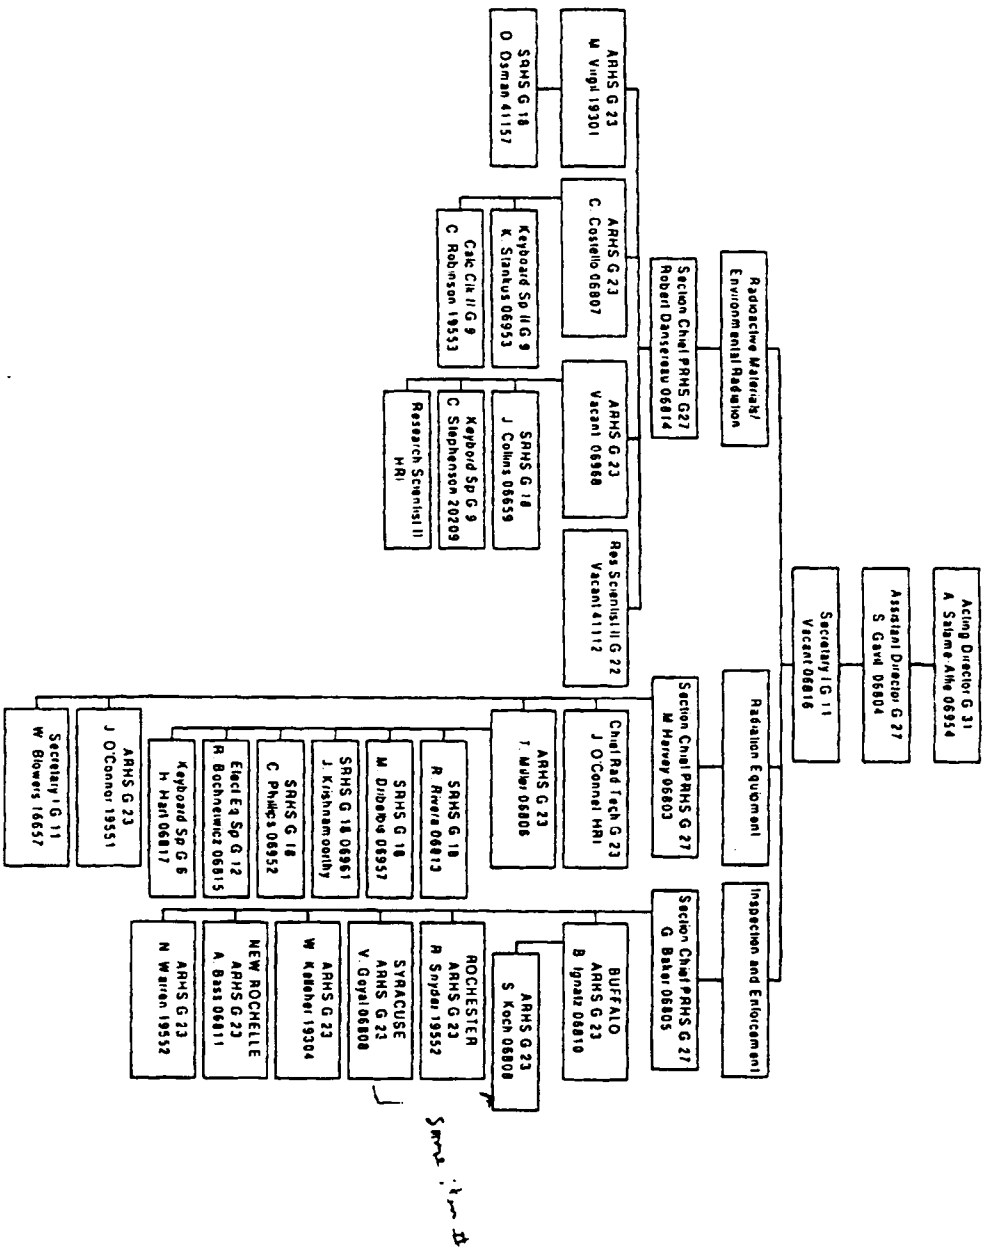 Acting Director G 31
A Salame-Alfie 06954
Assistant Director G 27
S Gavil 06804
Secretary I G 11
Vacant 06816
Radioactive Materials/
Environmental Radiation
Section Chief PRHS G27
Robert Dansereau 06814
ARHS G 23
M Virgil 19301
SRHS G 18
O Osman 41157
ARHS G 23
C. Costello 06807
Keyboard Sp II G 9
K. Stankus 06953
Calc Clk II G 9
C Robinson 19553
ARHS G 23
Vacant 06968
SRHS G 18
J Collins 06659
Keybord Sp G 9
C Stephenson 20209
Research Scientist II
HRI
Res Scientist II G 22
Vacant 41112
Radiation Equipment
Section Chief PRHS G 27
M Harvey 06803
Chief Rad Tech G 23
J O'Connel HRI
ARHS G 23
T. Miller 06806
SRHS G 18
R Rivera 06813
SRHS G 18
M Dribelbis 06957
SRHS G 18 06961
J. Krishnamoorthy
SRHS G 18
C Phillips 06952
Elect Eq Sp G 12
R Bochneiwicz 06815
Keyboard Sp G 6
H Hart 06817
ARHS G 23
J O'Connor 19551
Secretary I G 11
W Blowers 16657
Inspection and Enforcement
Section Chief PRHS G 27
G Baker 06805
BUFFALO
ARHS G 23
B Ignatz 06810
ARHS G 23
S Koch 06808
ROCHESTER
ARHS G 23
R Snyder 19552
SYRACUSE
ARHS G 23
V. Goyal 06808
ARHS G 23
W Kelleher 19304
NEW ROCHELLE
ARHS G 23
A Bass 06811
ARHS G 23
N Warren 19552
Same item #